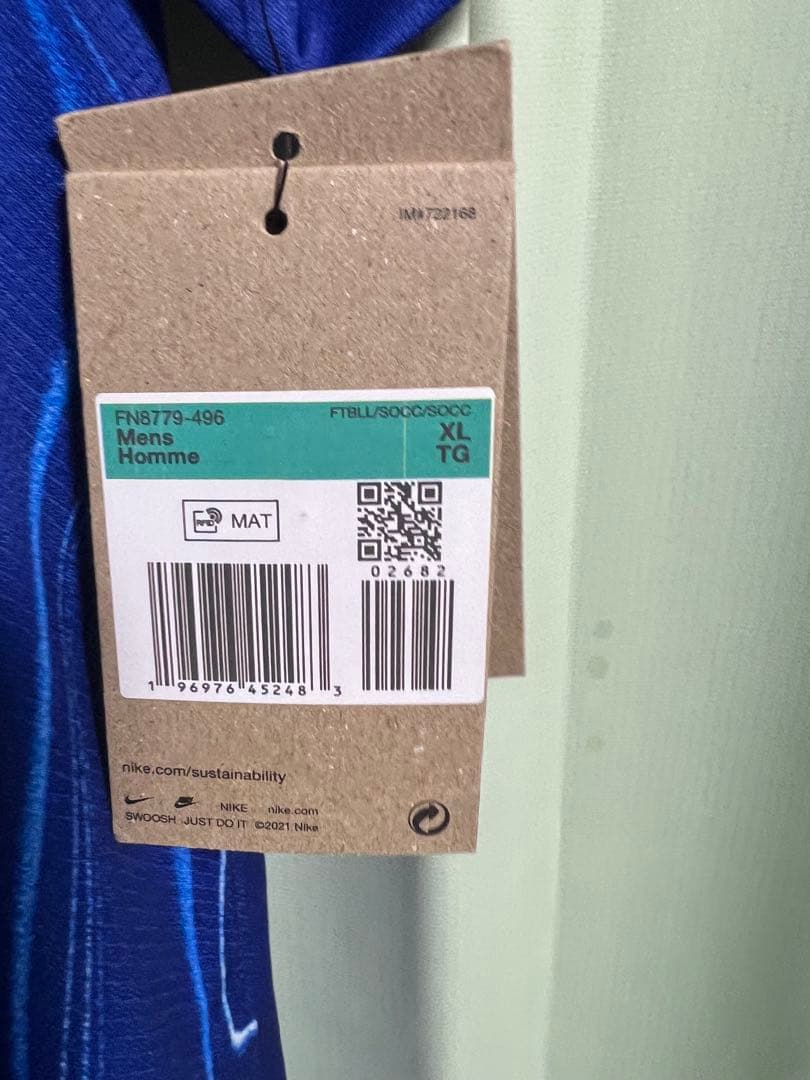 IM#722168
FN8779-496 FTBLL/SOCC/SOCC
Mens XL
Homme TG
RFID MAT
02682
1 96976 45248 3
nike.com/sustainability
NIKE nike.com
SWOOSH JUST DO IT ©2021 Nike